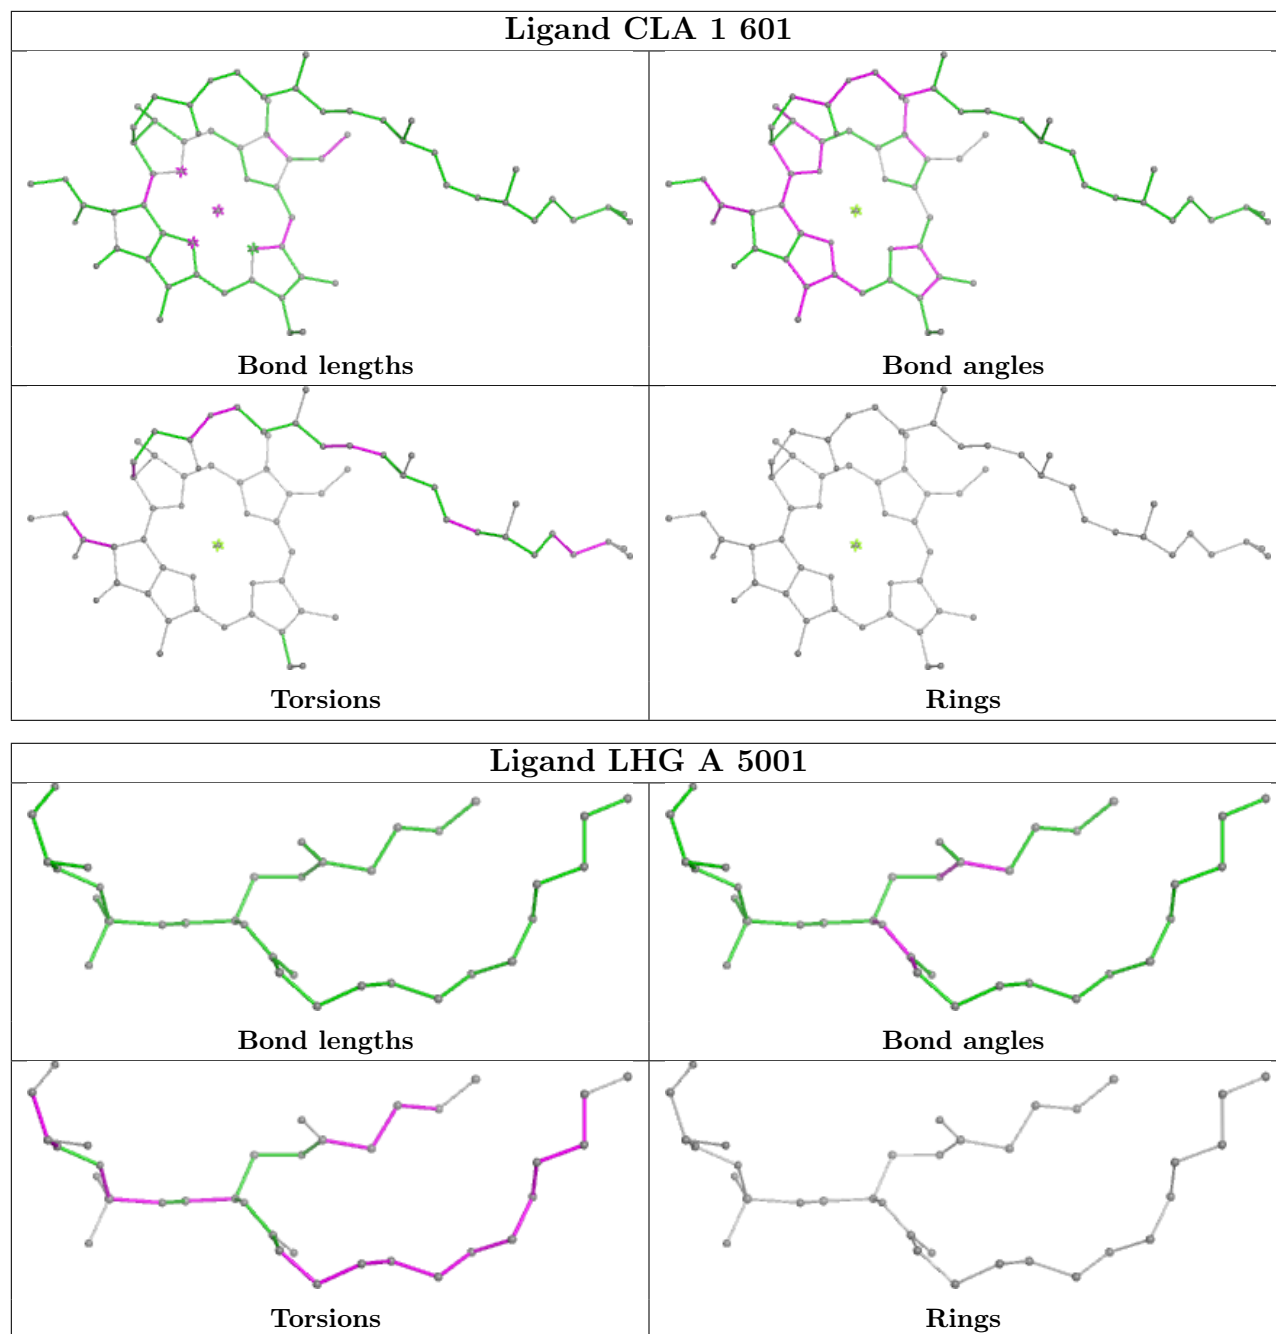 Ligand CLA 1 601
Bond lengths
Bond angles
Torsions
Rings
Ligand LHG A 5001
Bond lengths
Bond angles
Torsions
Rings